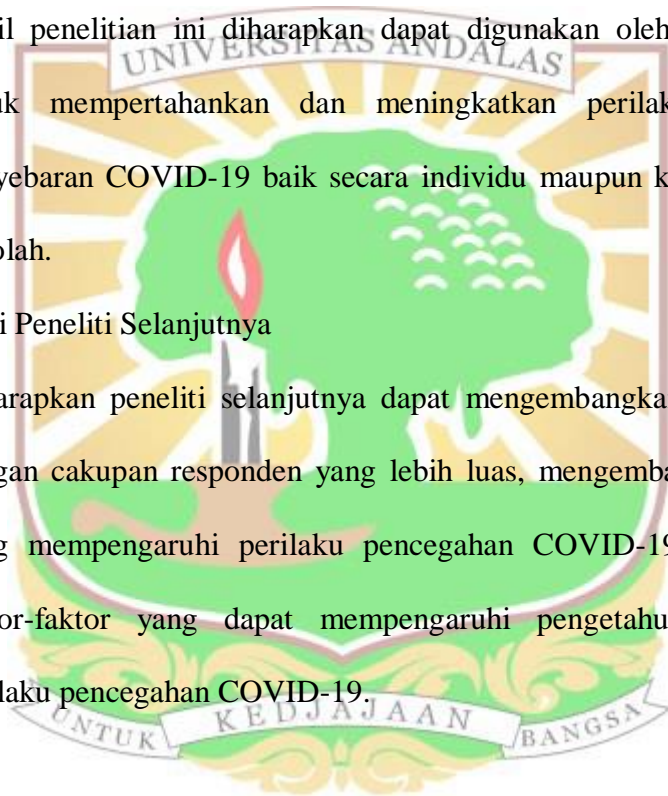 il penelitian ini diharapkan dapat digunakan oleh
UNIVERSITAS ANDALAS
uk mempertahankan dan meningkatkan perilak
yebaran COVID-19 baik secara individu maupun k
olah.
i Peneliti Selanjutnya
arapkan peneliti selanjutnya dapat mengembangka
gan cakupan responden yang lebih luas, mengemba
g mempengaruhi perilaku pencegahan COVID-19
or-faktor yang dapat mempengaruhi pengetahu
laku pencegahan COVID-19.
UNTUK KEDJAJAAN BANGSA